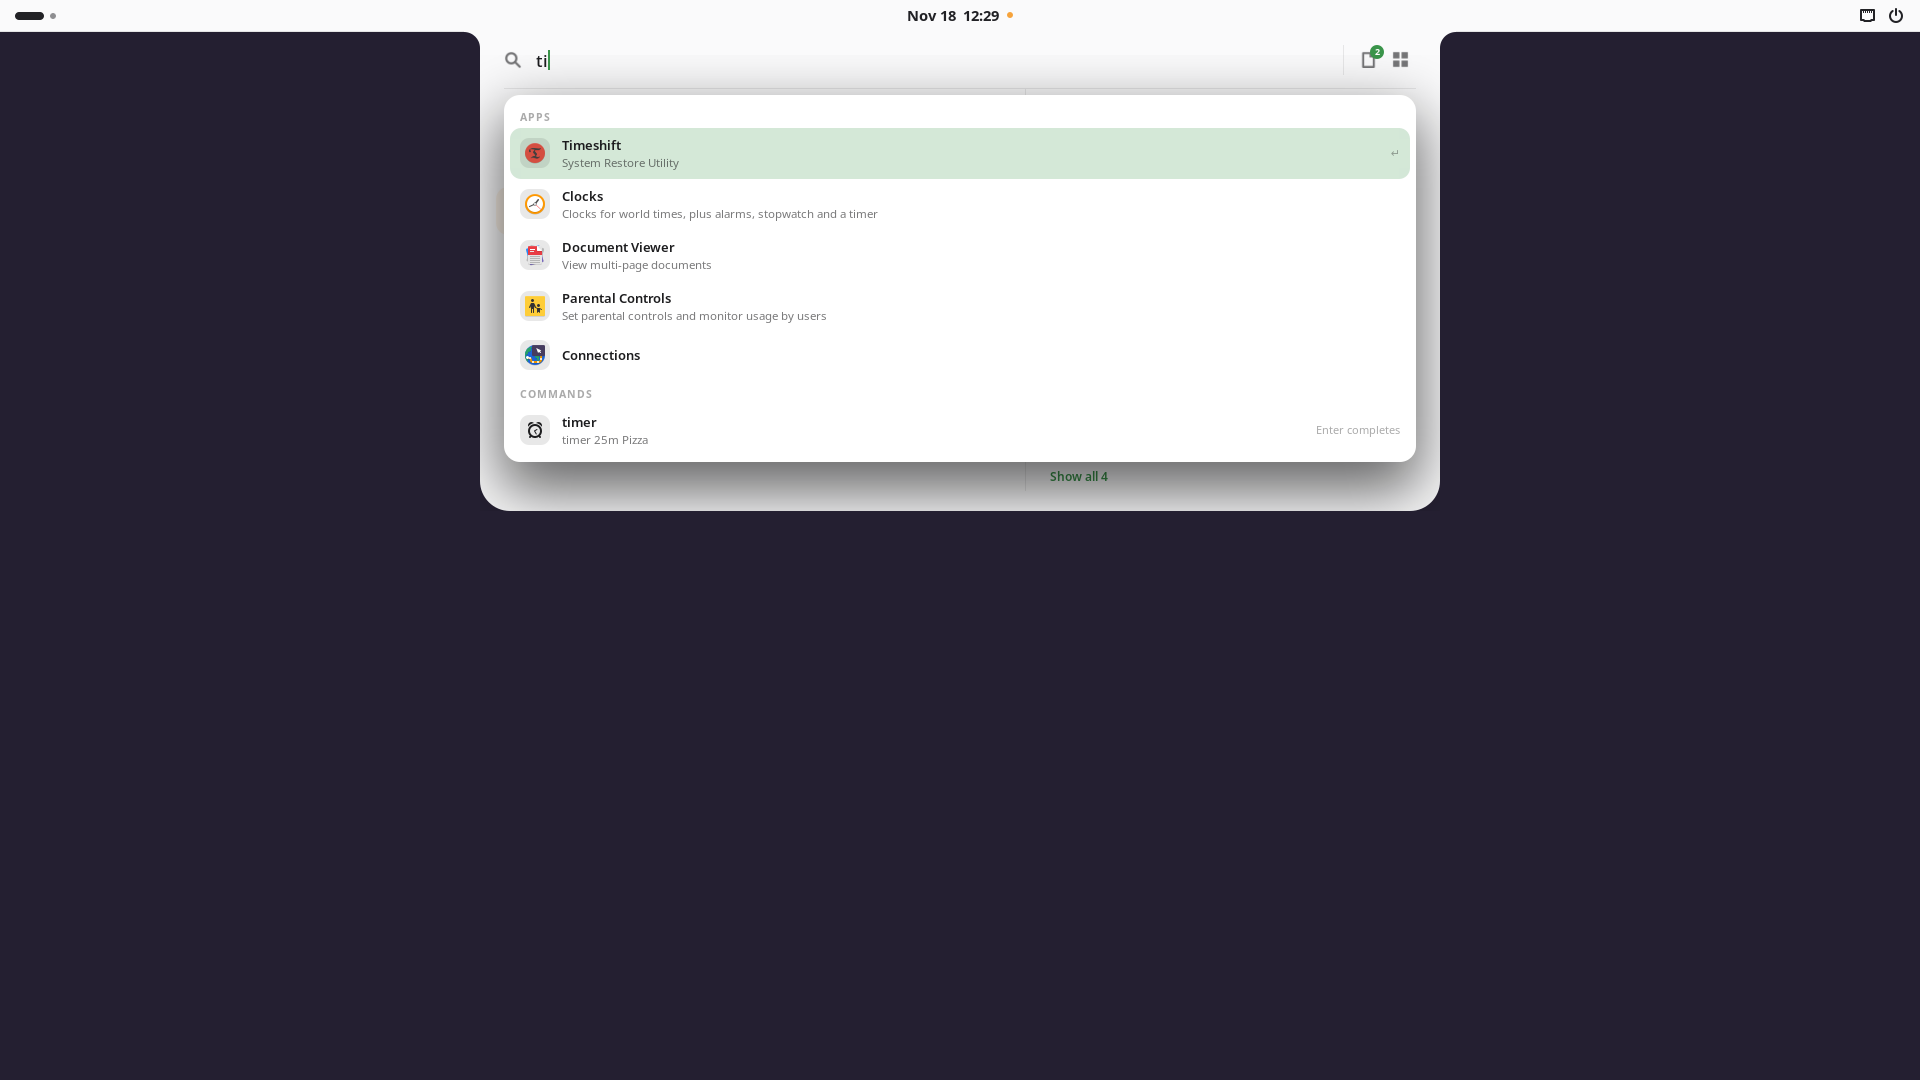 Nov 18 12:29
ti
2
APPS
Timeshift
System Restore Utility
↵
Clocks
Clocks for world times, plus alarms, stopwatch and a timer
Document Viewer
View multi-page documents
Parental Controls
Set parental controls and monitor usage by users
Connections
COMMANDS
timer
timer 25m Pizza
Enter completes
Show all 4